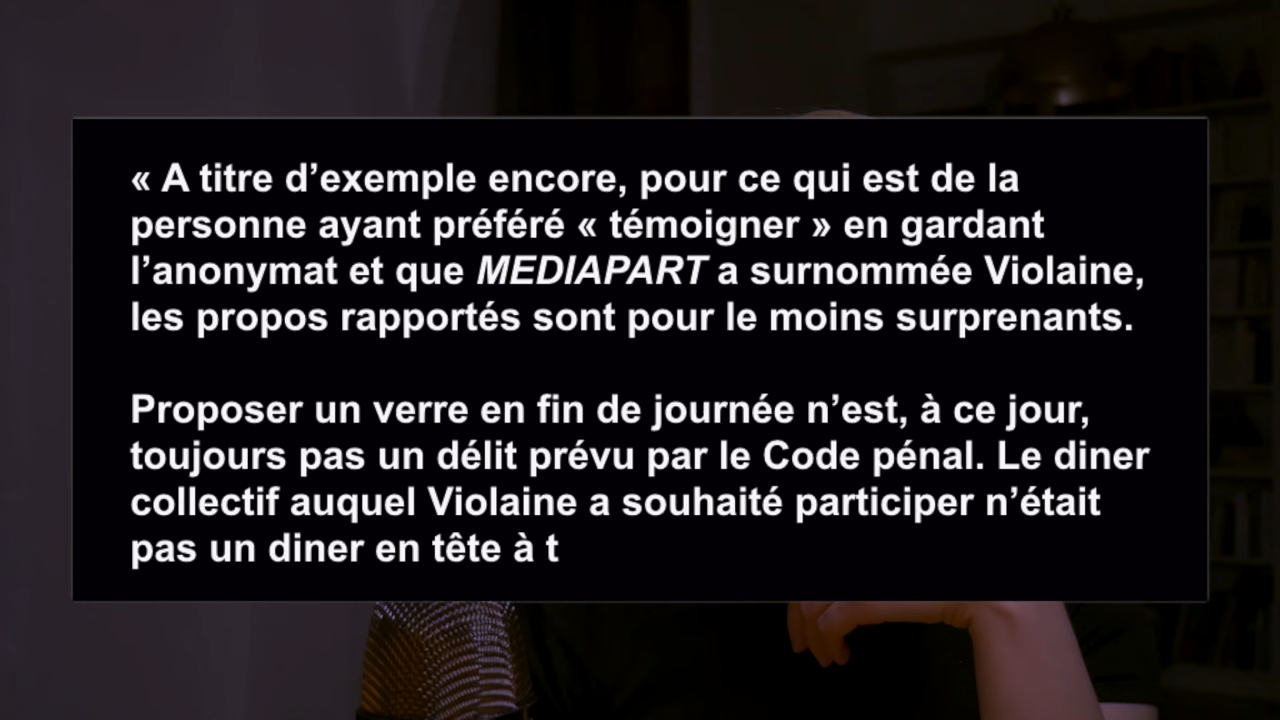 « A titre d’exemple encore, pour ce qui est de la
personne ayant préféré « témoigner » en gardant
l’anonymat et que MEDIAPART a surnommée Violaine,
les propos rapportés sont pour le moins surprenants.
Proposer un verre en fin de journée n’est, à ce jour,
toujours pas un délit prévu par le Code pénal. Le diner
collectif auquel Violaine a souhaité participer n’était
pas un diner en tête à t